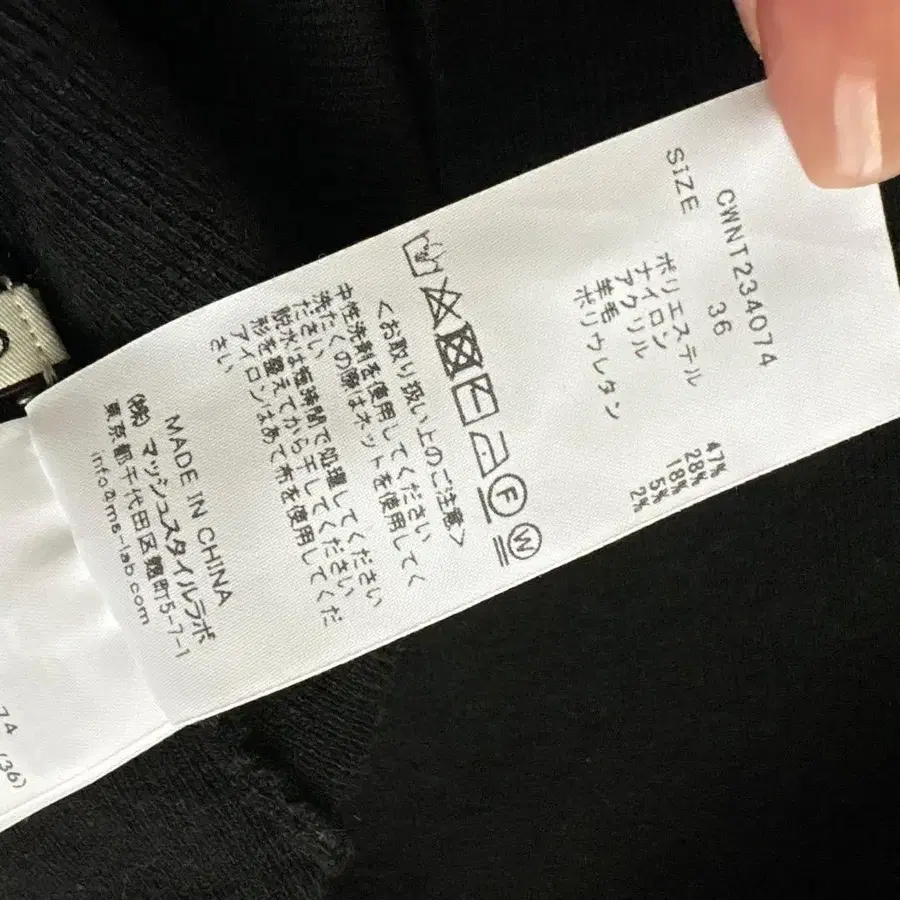 CWNT234074
SIZE 36
ポリエステル 47%
ナイロン 28%
アクリル 18%
羊毛 5%
ポリウレタン 2%
F
W
<お取り扱い上のご注意>
中性洗剤を使用してください
洗たくの際はネットを使用してく
ださい
脱水は短時間で処理してください
形を整えてから干してください
アイロンはあて布を使用してくだ
さい
MADE IN CHINA
(株) マッシュスタイルラボ
東京都千代田区麹町5-7-1
info@ms-lab.com
74
(36)